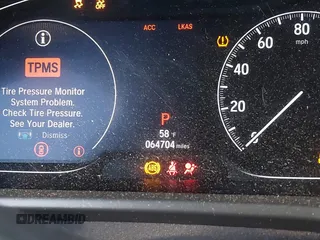 TPMS
Tire Pressure Monitor
System Problem.
Check Tire Pressure.
See Your Dealer.
Dismiss
ACC LKAS
P
58 °F
064704 miles
ABS
80
60
40
20
mph
DREAMBID